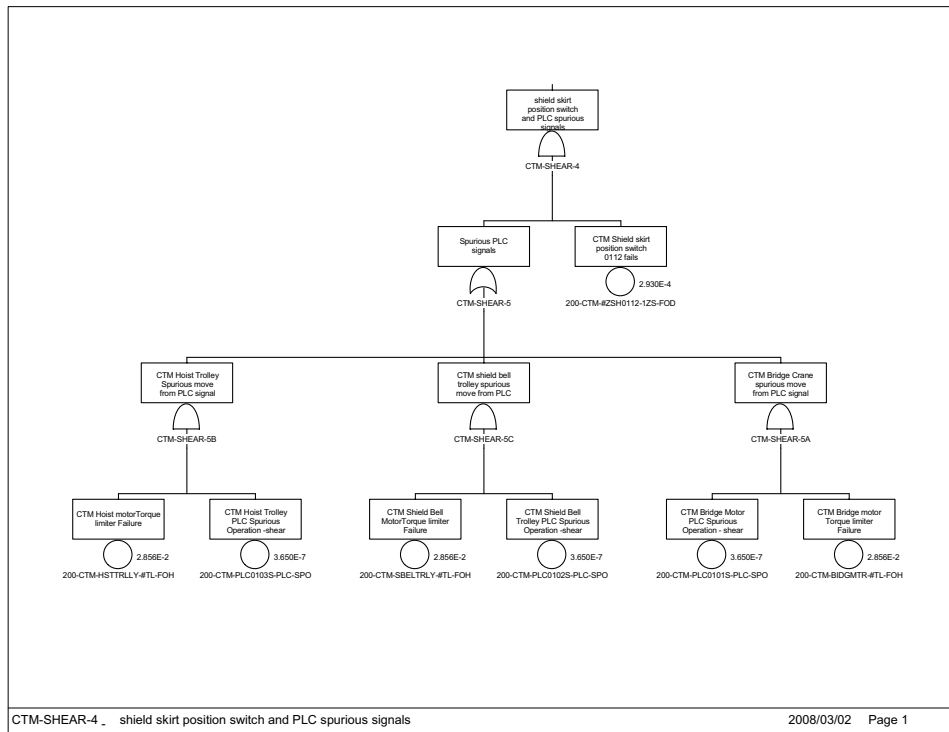 shield skirt
position switch
and PLC spurious
signals
CTM-SHEAR-4
Spurious PLC
signals
CTM-SHEAR-5
CTM Shield skirt
position switch
0112 fails
2.930E-4
200-CTM-#ZSH0112-1ZS-FOD
CTM Hoist Trolley
Spurious move
from PLC signal
CTM-SHEAR-5B
CTM shield bell
trolley spurious
move from PLC
CTM-SHEAR-5C
CTM Bridge Crane
spurious move
from PLC signal
CTM-SHEAR-5A
CTM Hoist motorTorque
limiter Failure
2.856E-2
200-CTM-HSTTRLLY-#TL-FOH
CTM Hoist Trolley
PLC Spurious
Operation -shear
3.650E-7
200-CTM-PLC0103S-PLC-SPO
CTM Shield Bell
MotorTorque limiter
Failure
2.856E-2
200-CTM-SBELTRLY-#TL-FOH
CTM Shield Bell
Trolley PLC Spurious
Operation -shear
3.650E-7
200-CTM-PLC0102S-PLC-SPO
CTM Bridge Motor
PLC Spurious
Operation - shear
3.650E-7
200-CTM-PLC0101S-PLC-SPO
CTM Bridge motor
Torque limiter
Failure
2.856E-2
200-CTM-BIDGMTR-#TL-FOH
CTM-SHEAR-4 _ shield skirt position switch and PLC spurious signals
2008/03/02 Page 1